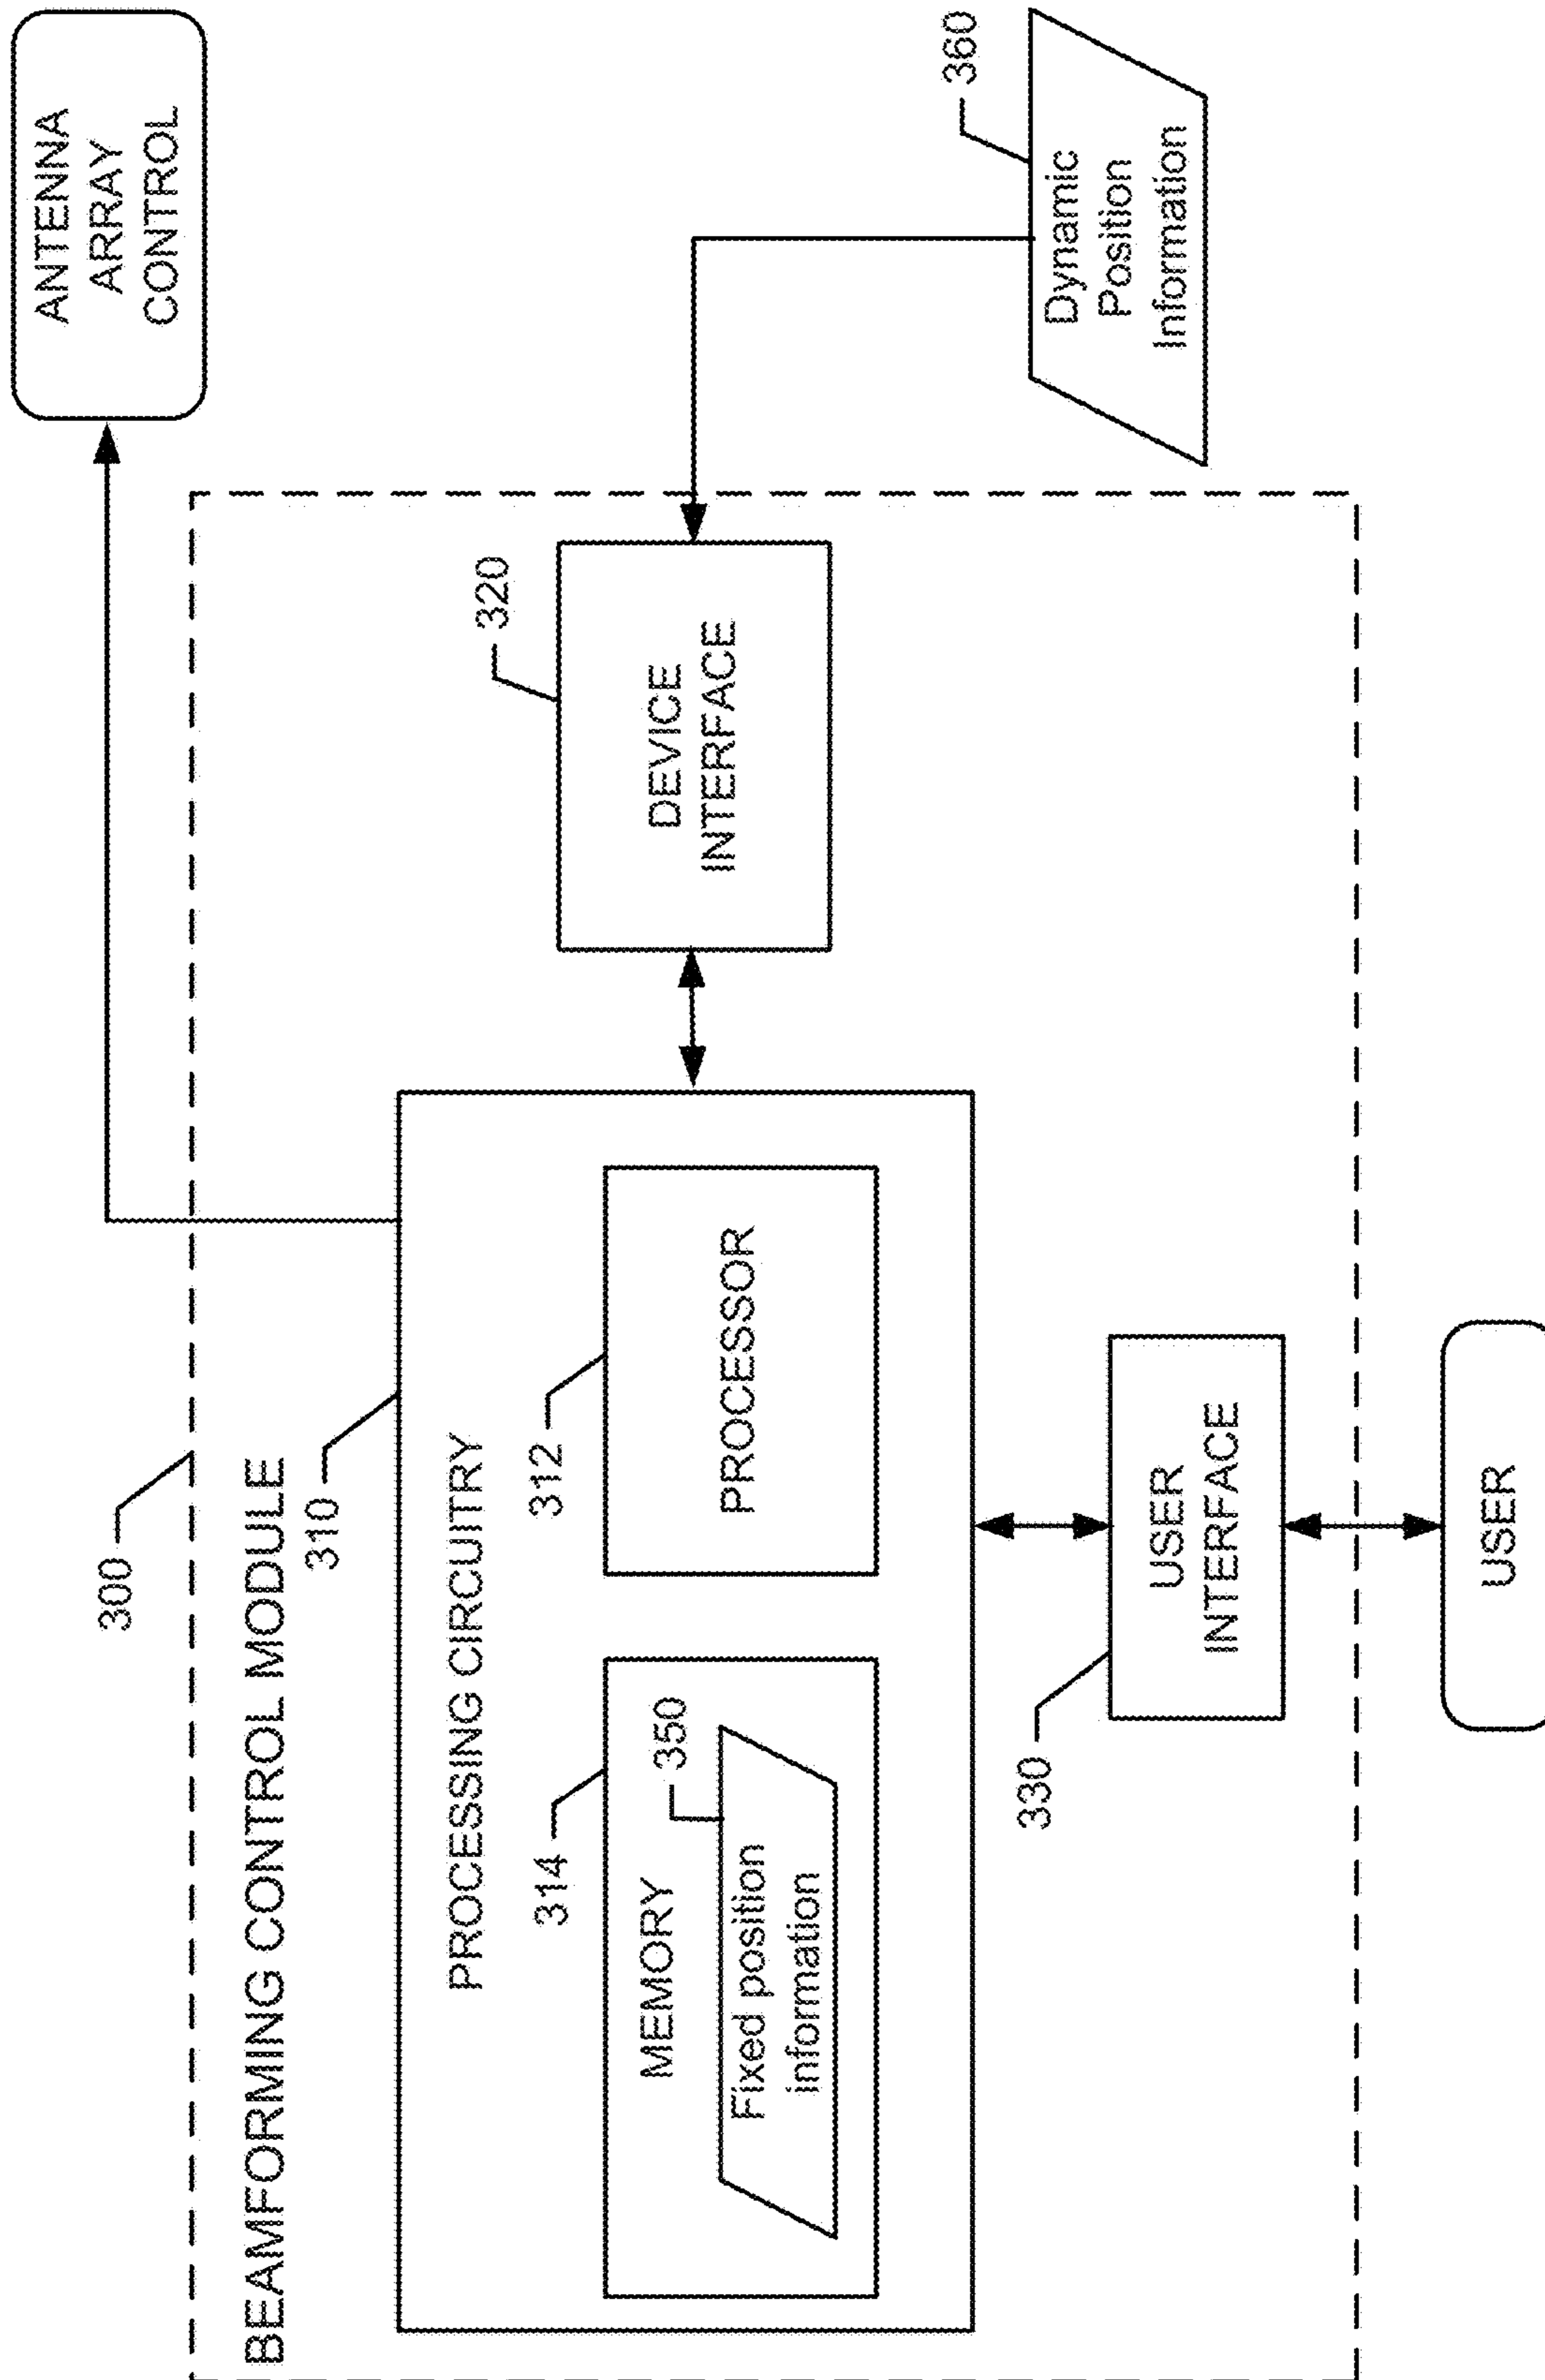 ANTENNA
ARRAY
CONTROL
300
BEAMFORMING CONTROL MODULE
310
PROCESSING CIRCUITRY
314
MEMORY
350
Fixed position
information
312
PROCESSOR
320
DEVICE
INTERFACE
360
Dynamic
Position
Information
330
USER
INTERFACE
USER